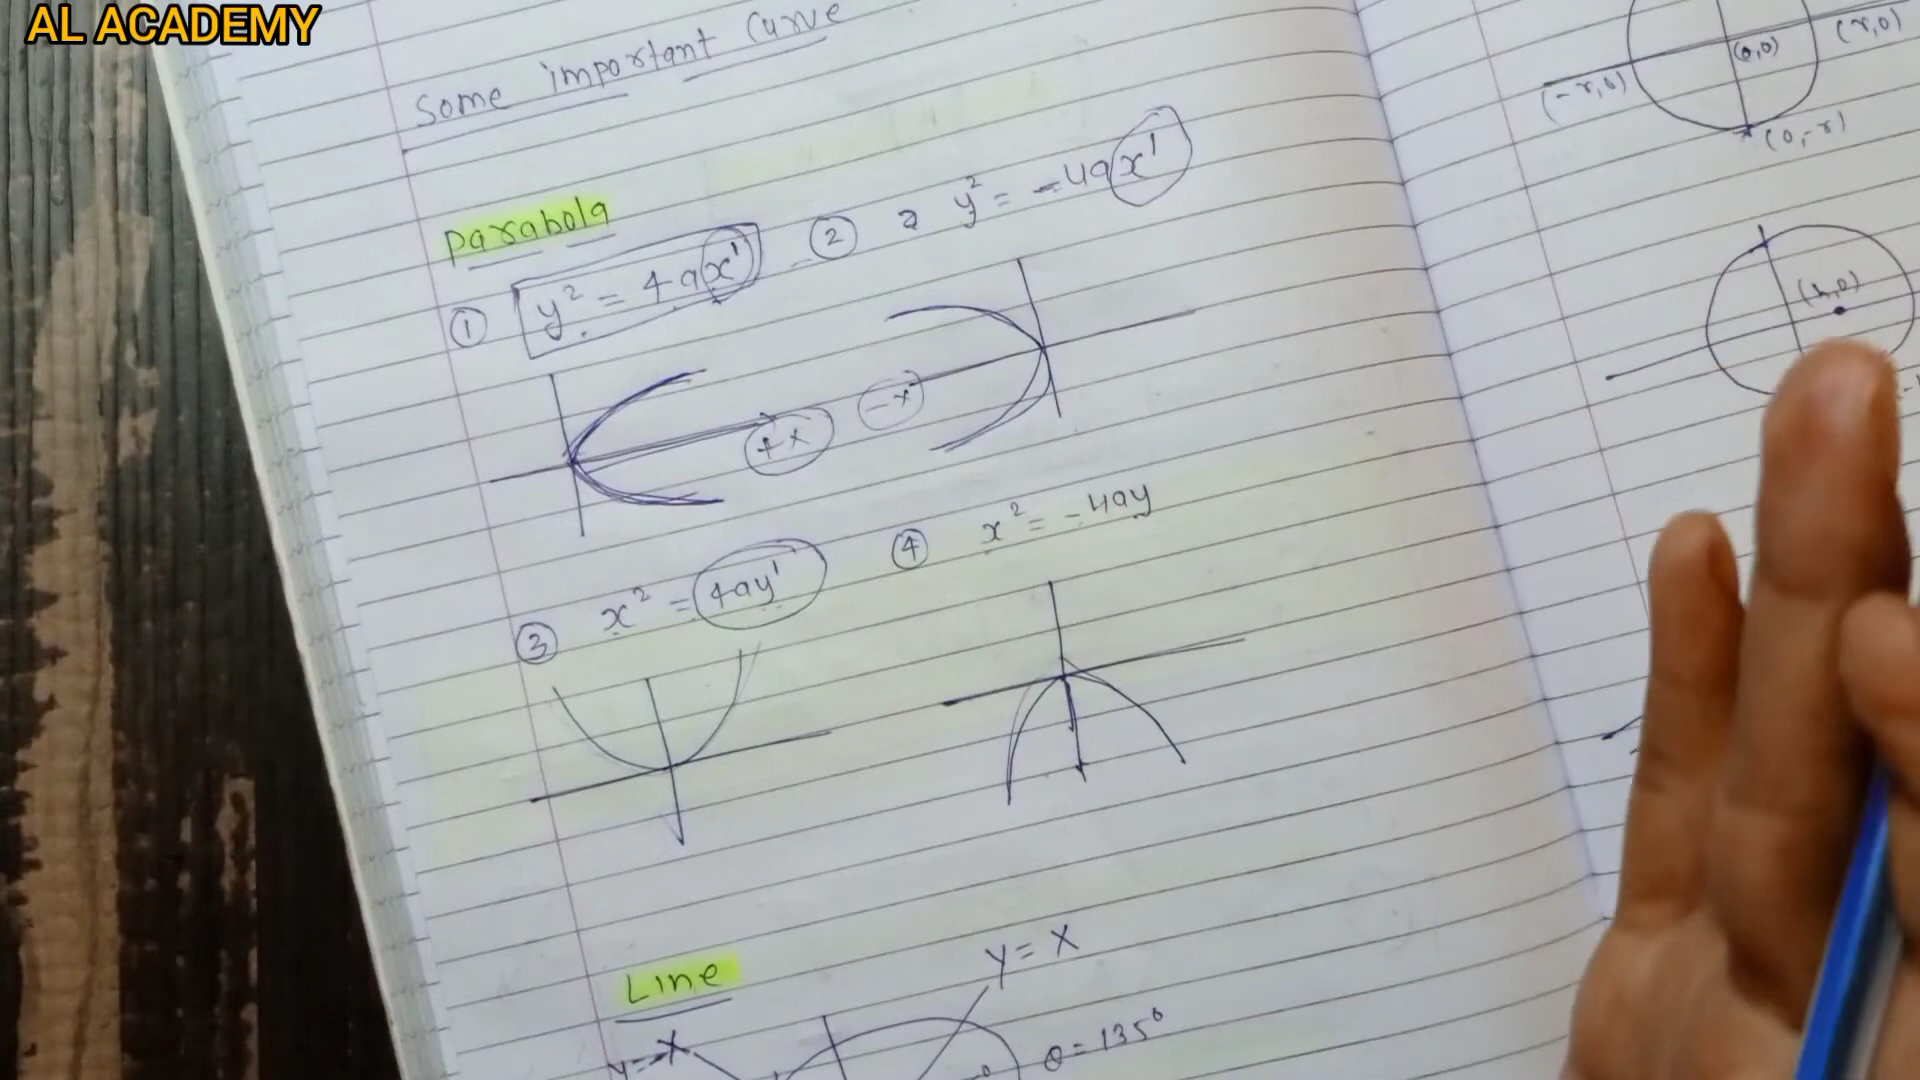 AL ACADEMY
Some important Curve
Parabola
① y² = 4ax'
② y² = -4ax'
+x
-x
③ x² = 4ay'
④ x² = -4ay
Line
y = x
y=-x
θ = 135°
(0,0)
(r,0)
(-r,0)
(0,-r)